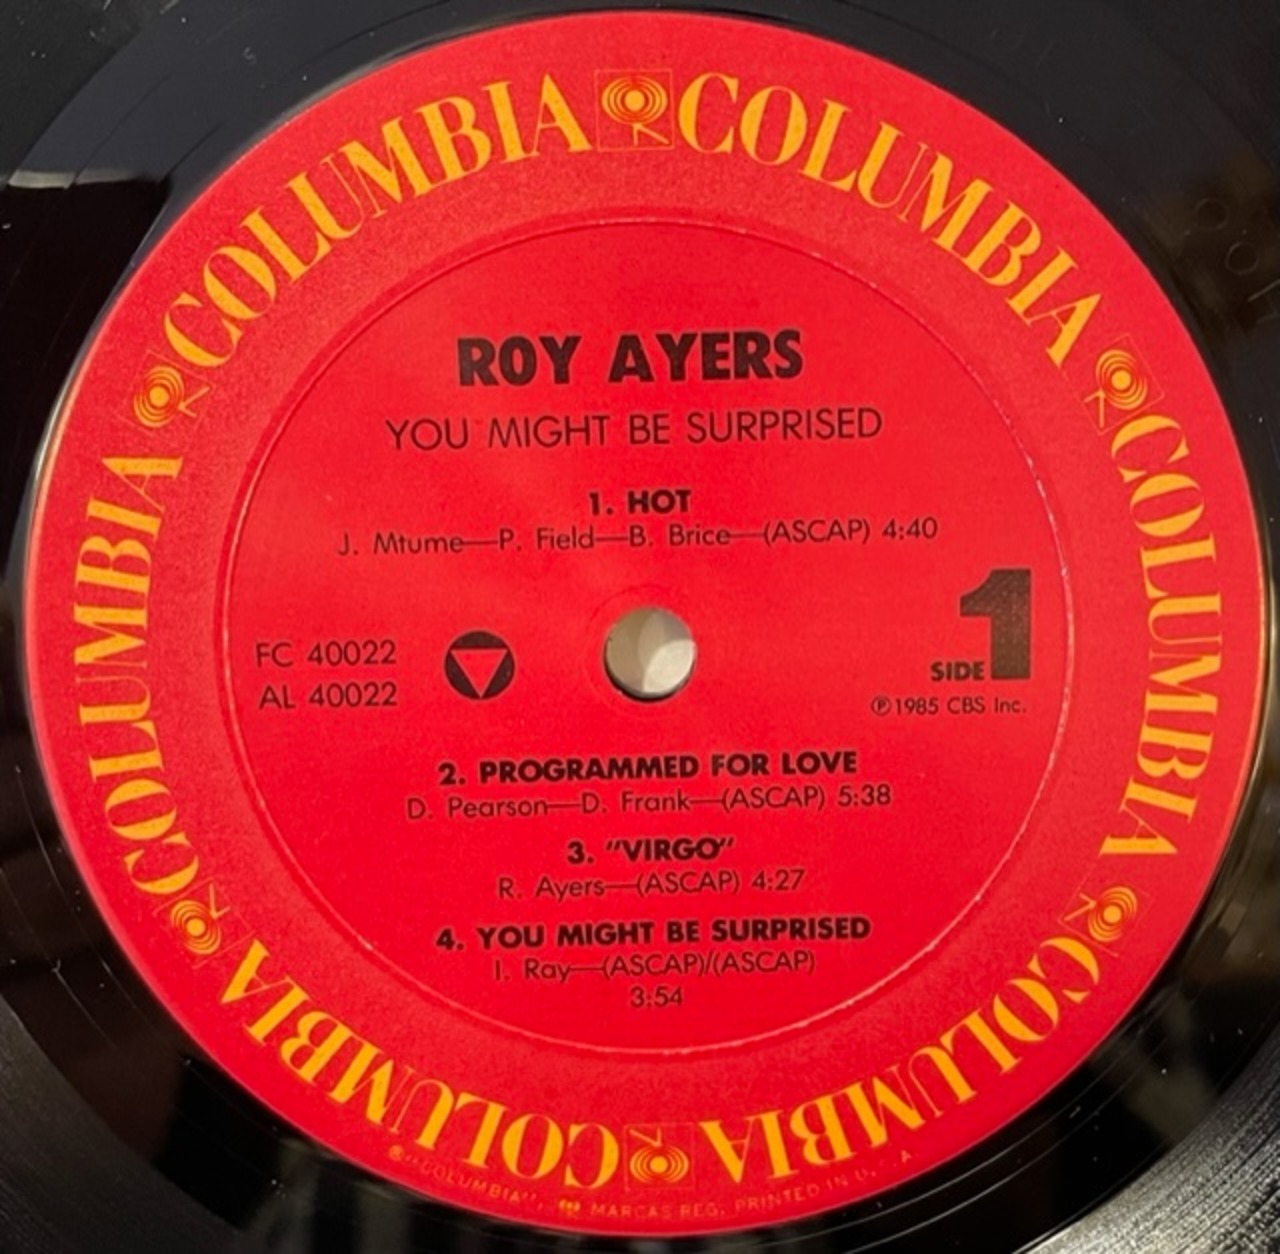 COLUMBIA COLUMBIA COLUMBIA COLUMBIA COLUMBIA COLUMBIA
ROY AYERS
YOU MIGHT BE SURPRISED
1. HOT
J. Mtume—P. Field—B. Brice—(ASCAP) 4:40
FC 40022
AL 40022
SIDE 1
℗1985 CBS Inc.
2. PROGRAMMED FOR LOVE
D. Pearson—D. Frank—(ASCAP) 5:38
3. "VIRGO"
R. Ayers—(ASCAP) 4:27
4. YOU MIGHT BE SURPRISED
I. Ray—(ASCAP)/(ASCAP)
3:54
®"COLUMBIA", MARCAS REG. PRINTED IN U.S.A.